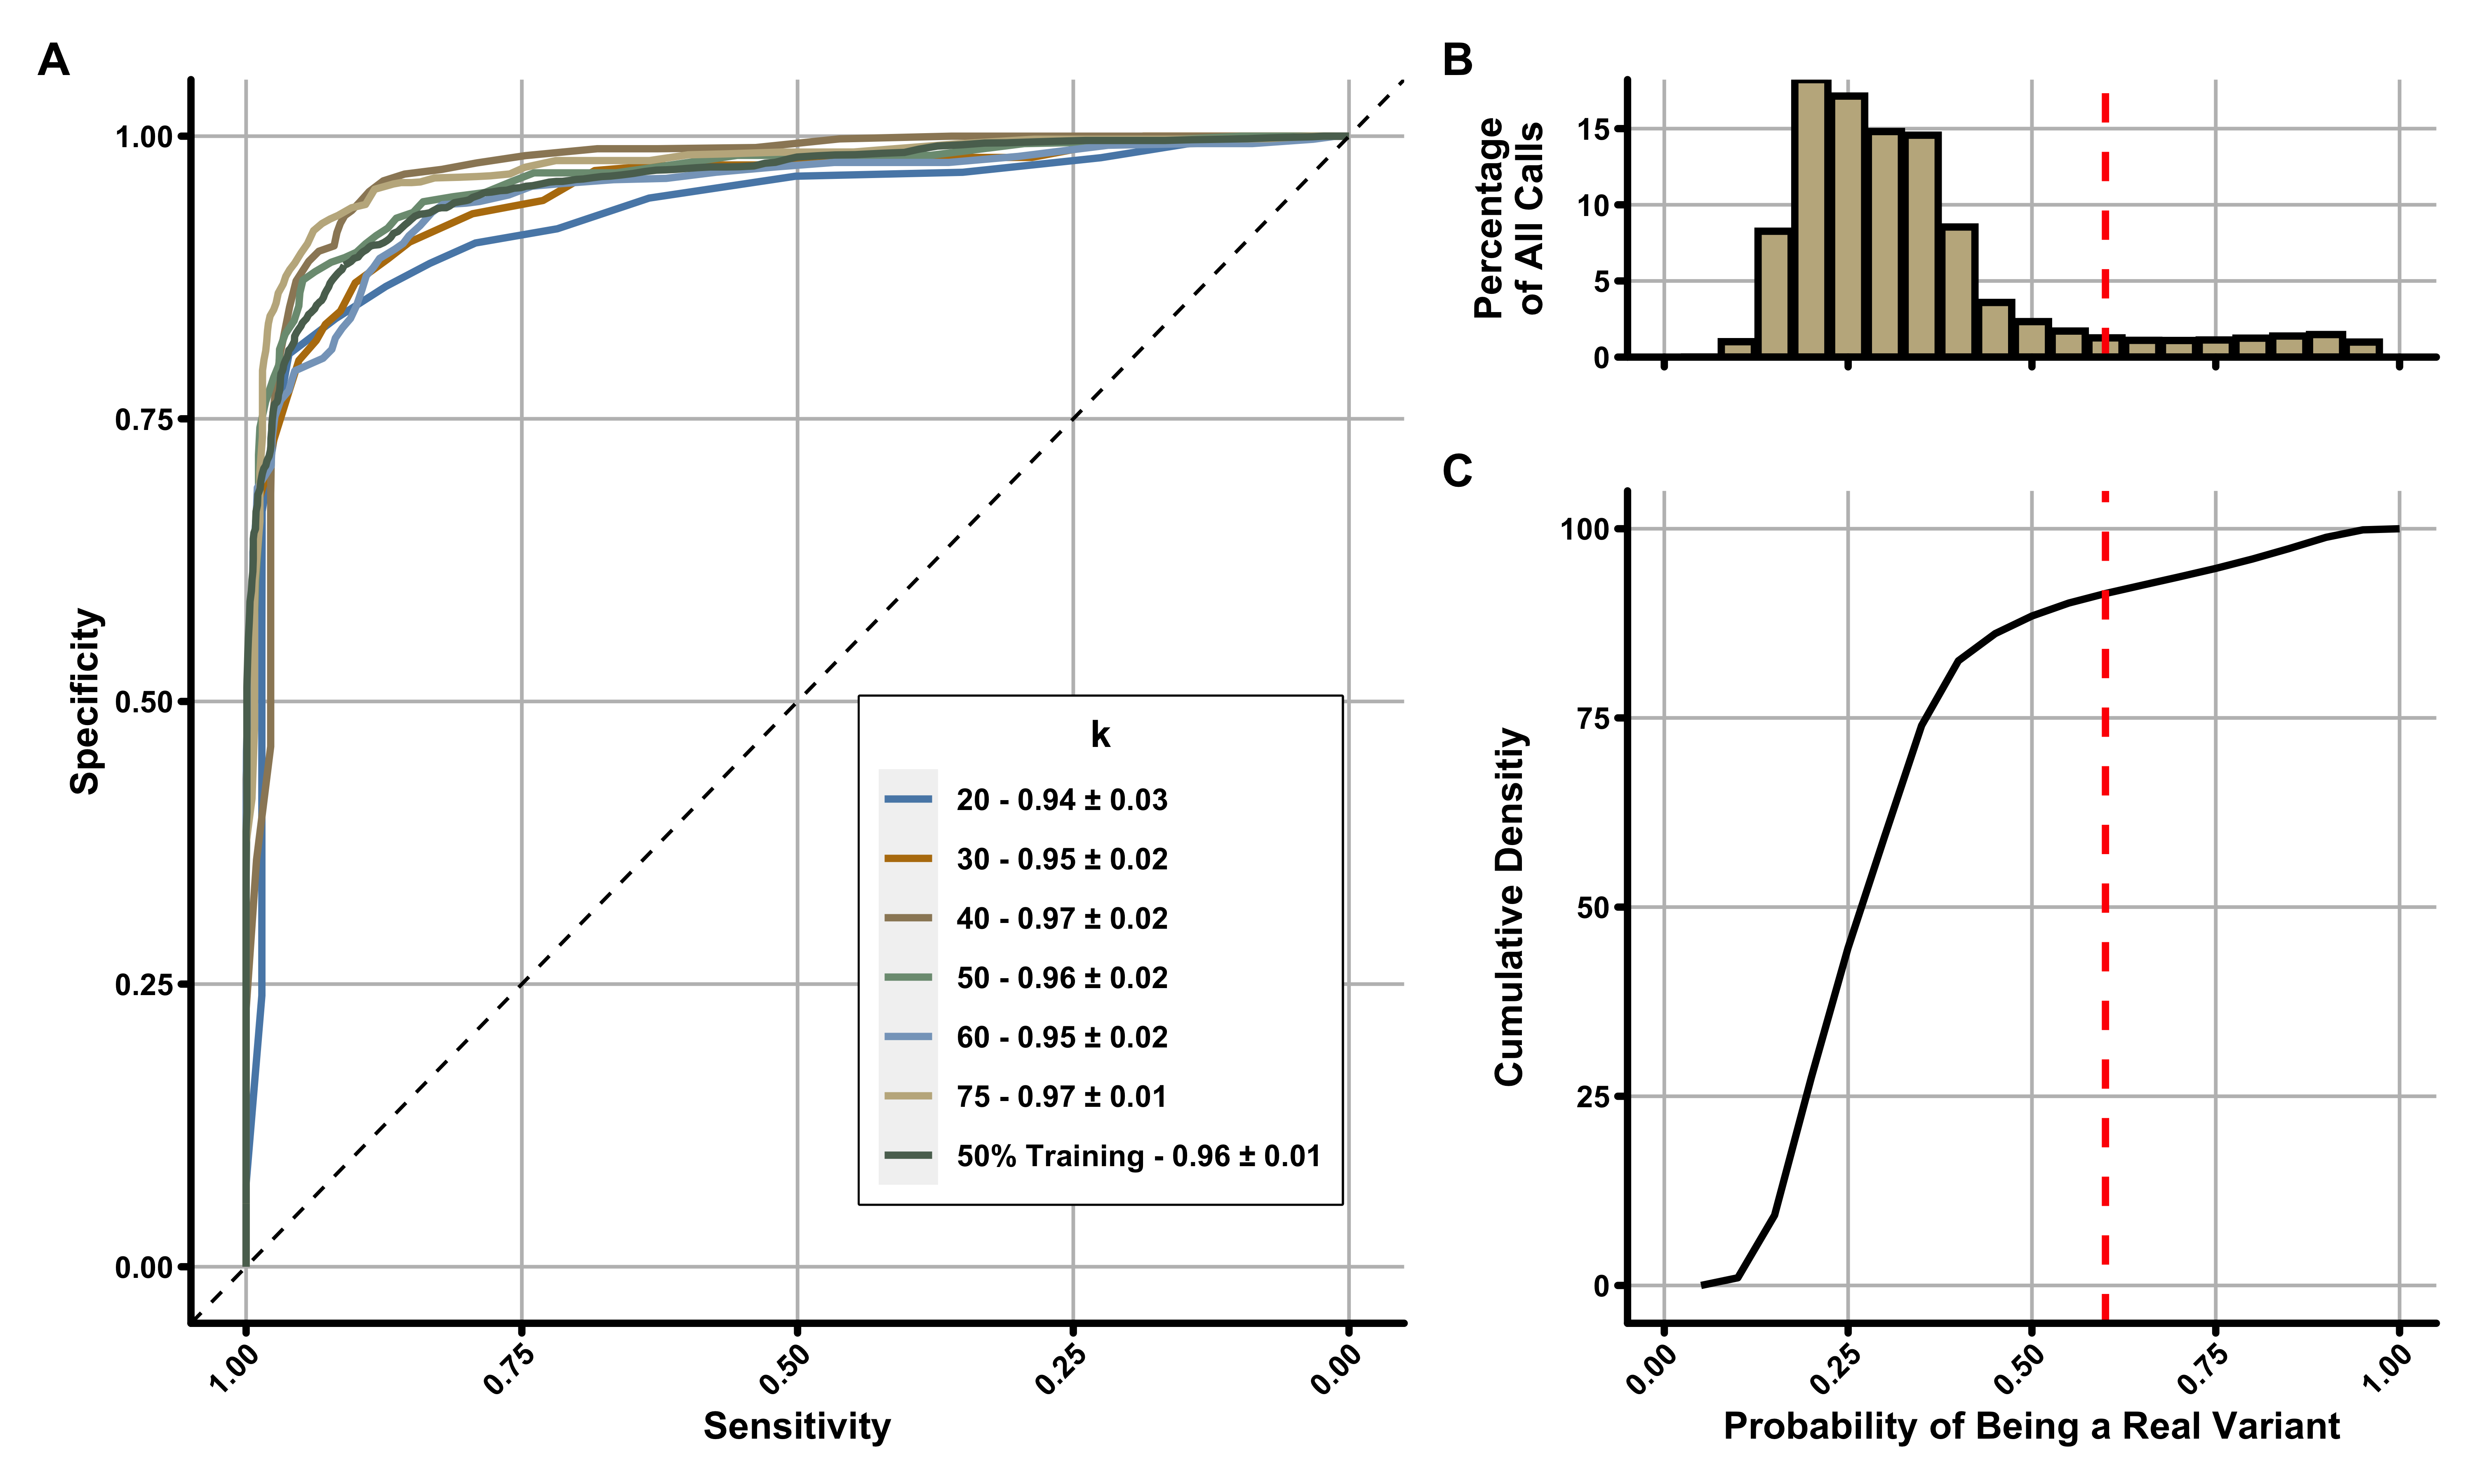 A
1.00
0.75
0.50
0.25
0.00
Specificity
1.00
0.75
0.50
0.25
0.00
Sensitivity
k
20 - 0.94 ± 0.03
30 - 0.95 ± 0.02
40 - 0.97 ± 0.02
50 - 0.96 ± 0.02
60 - 0.95 ± 0.02
75 - 0.97 ± 0.01
50% Training - 0.96 ± 0.01
B
Percentage
of All Calls
15
10
5
0
C
Cumulative Densitiy
100
75
50
25
0
0.00
0.25
0.50
0.75
1.00
Probability of Being a Real Variant